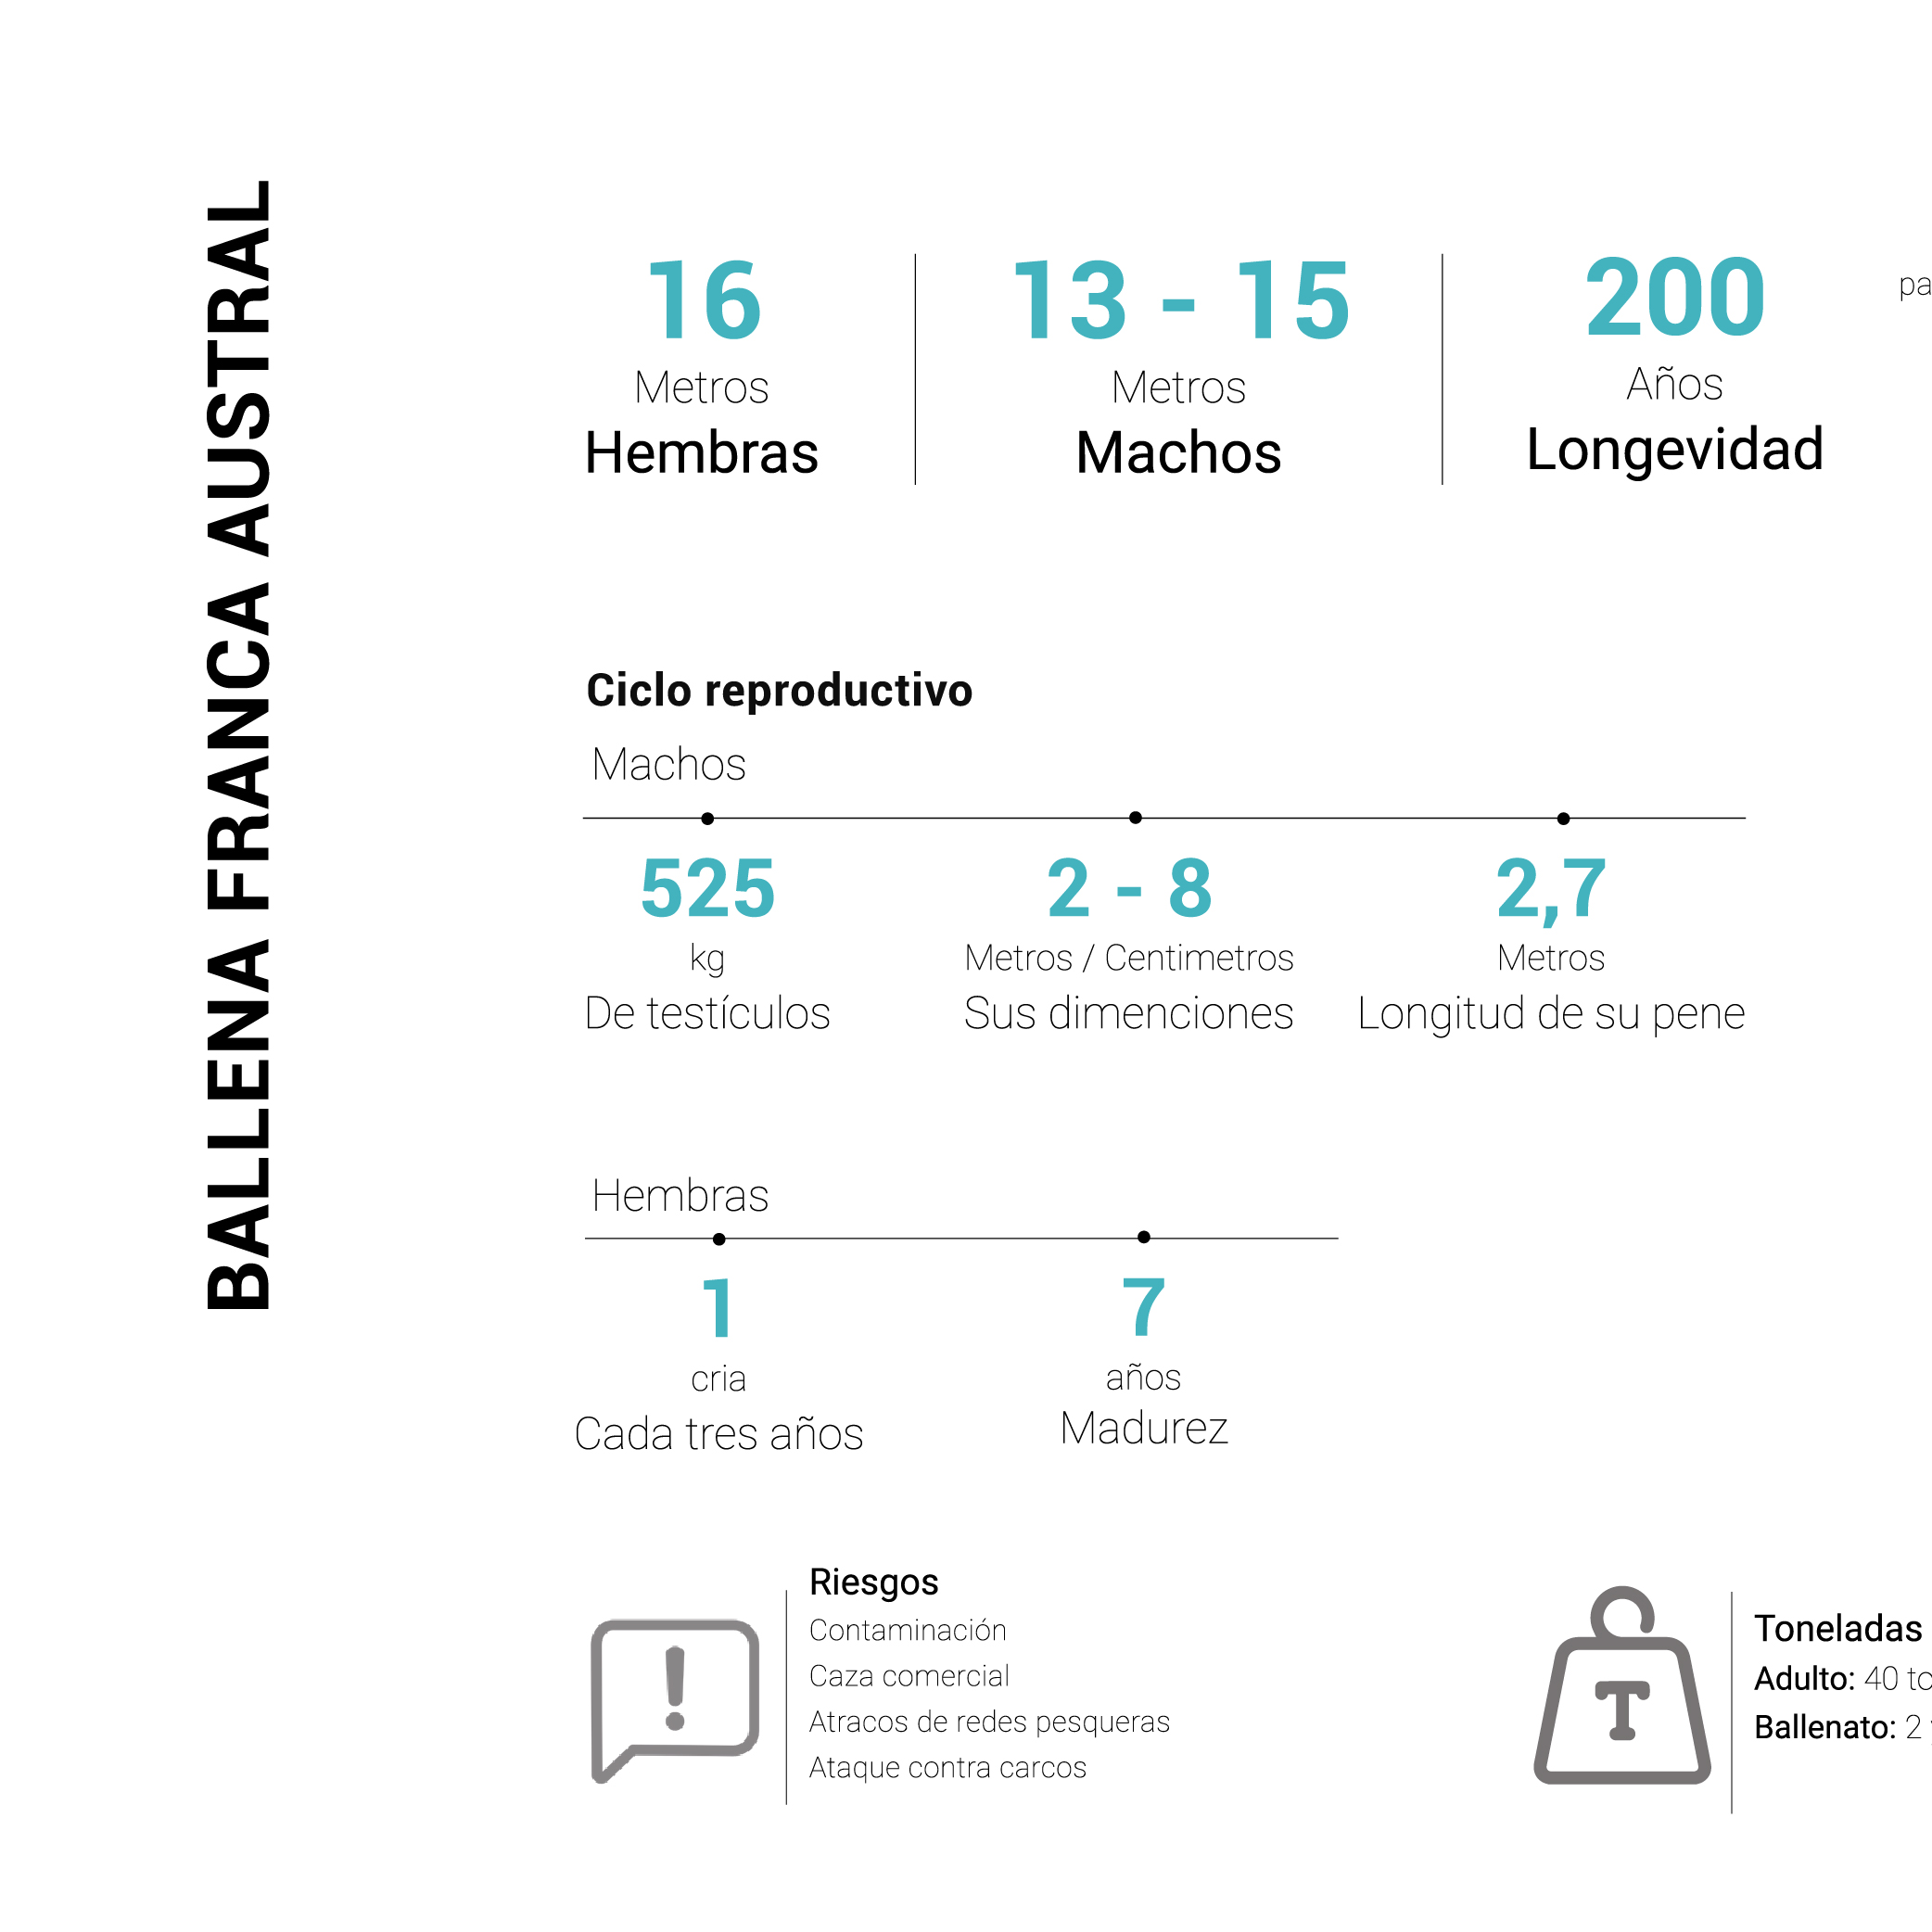 BALLENA FRANCA AUSTRAL
16
Metros
Hembras
13 - 15
Metros
Machos
200
Años
Longevidad
Ciclo reproductivo
Machos
525
kg
De testículos
2 - 8
Metros / Centimetros
Sus dimenciones
2,7
Metros
Longitud de su pene
Hembras
1
cria
Cada tres años
7
años
Madurez
Riesgos
Contaminación
Caza comercial
Atracos de redes pesqueras
Ataque contra carcos
T
Toneladas
Adulto: 40
Ballenato: 2